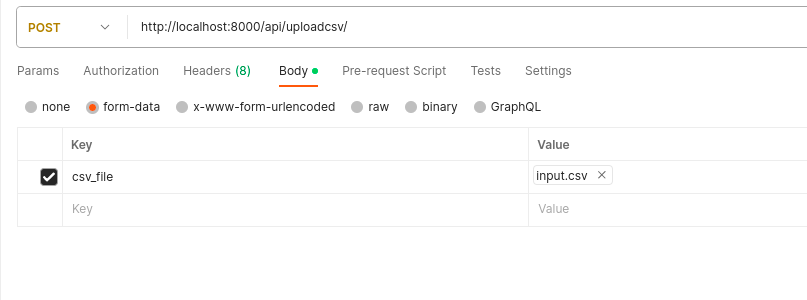 POST http://localhost:8000/api/uploadcsv/
Params Authorization Headers (8) Body Pre-request Script Tests Settings
none form-data x-www-form-urlencoded raw binary GraphQL
Key Value
csv_file input.csv
Key Value